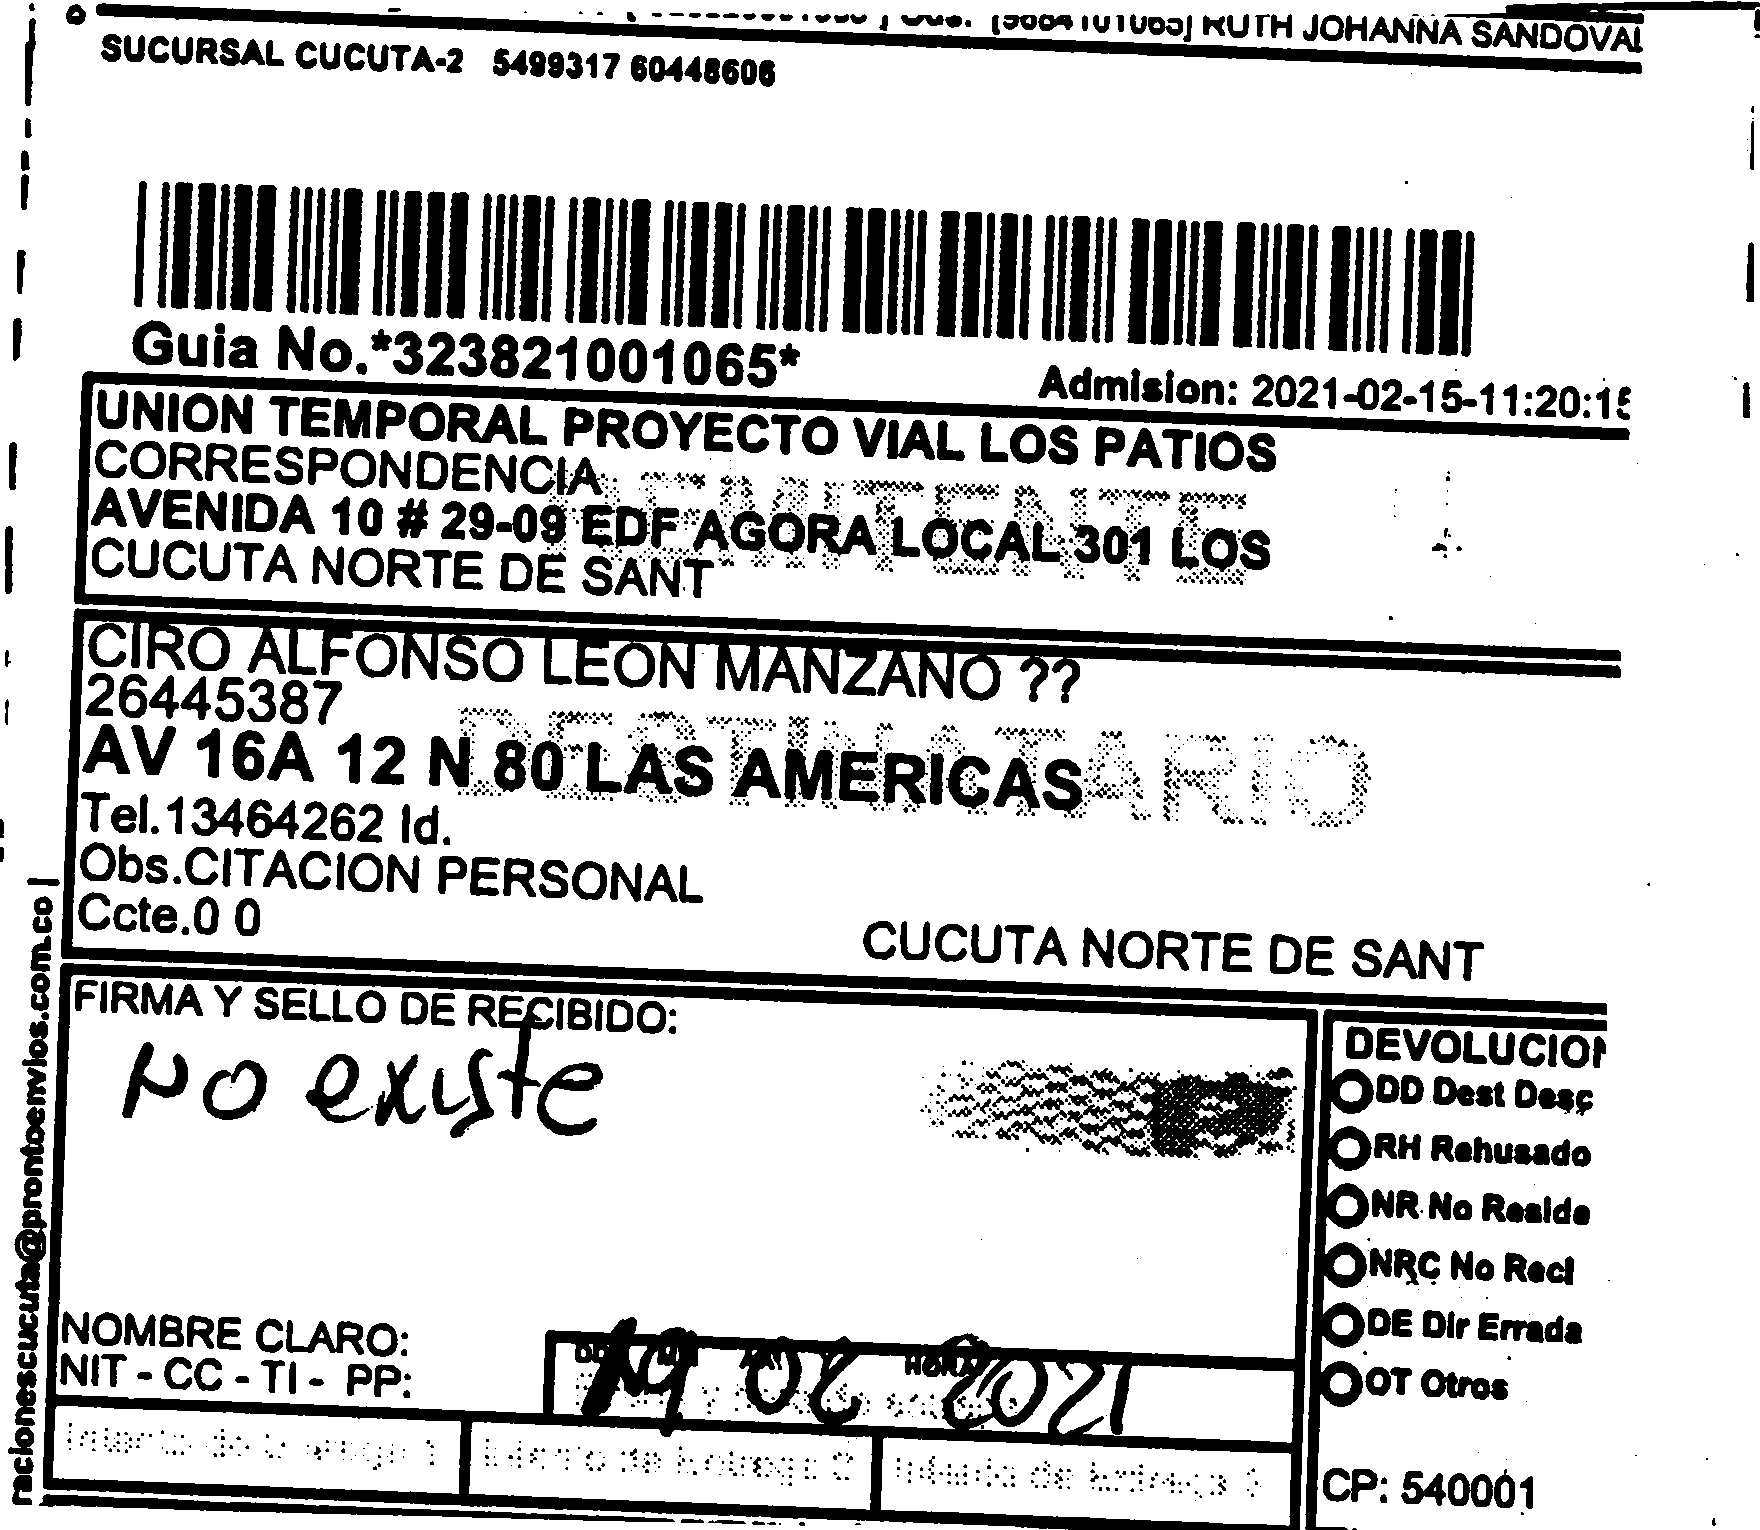 RUTH JOHANNA SANDOVAL
SUCURSAL CUCUTA-2 5499317 60448606
Guia No.*323821001065*
Admision: 2021-02-15-11:20:15
UNION TEMPORAL PROYECTO VIAL LOS PATIOS
CORRESPONDENCIA
REMITENTE
AVENIDA 10 # 29-09 EDF AGORA LOCAL 301 LOS
CUCUTA NORTE DE SANT
CIRO ALFONSO LEON MANZANO ??
26445387
DESTINATARIO
AV 16A 12 N 80 LAS AMERICAS
Tel.13464262 Id.
Obs.CITACION PERSONAL
Ccte.0 0
CUCUTA NORTE DE SANT
FIRMA Y SELLO DE RECIBIDO:
No existe
DEVOLUCION
DD Dest Desc
RH Rehusado
NR No Reside
NRC No Recl
DE Dir Errada
OT Otros
NOMBRE CLARO:
NIT - CC - TI - PP:
HORA
19 02 2021
CP: 540001
racionescucuta@prontoenvios.com.co |